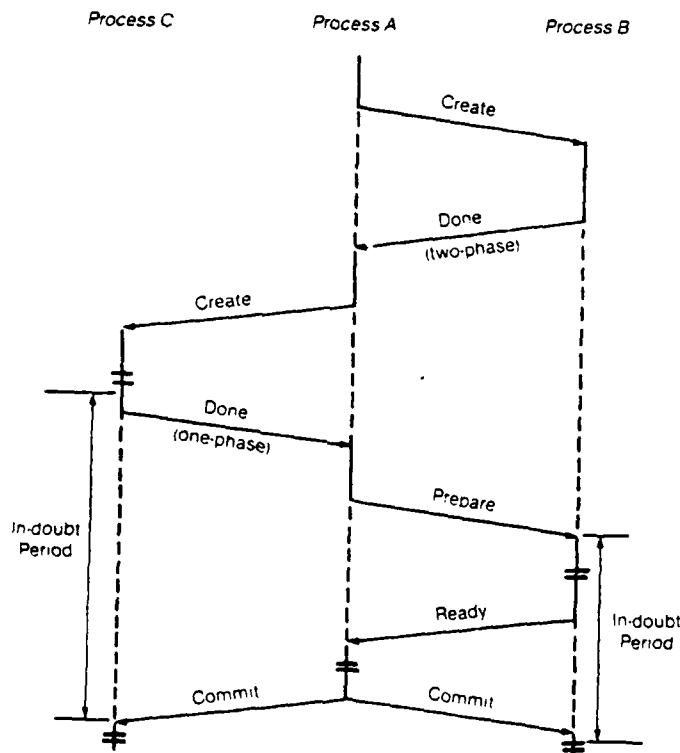 Process C
Process A
Process B
Create
Done
(two-phase)
Create
Done
(one-phase)
Prepare
In-doubt
Period
Ready
In-doubt
Period
Commit
Commit